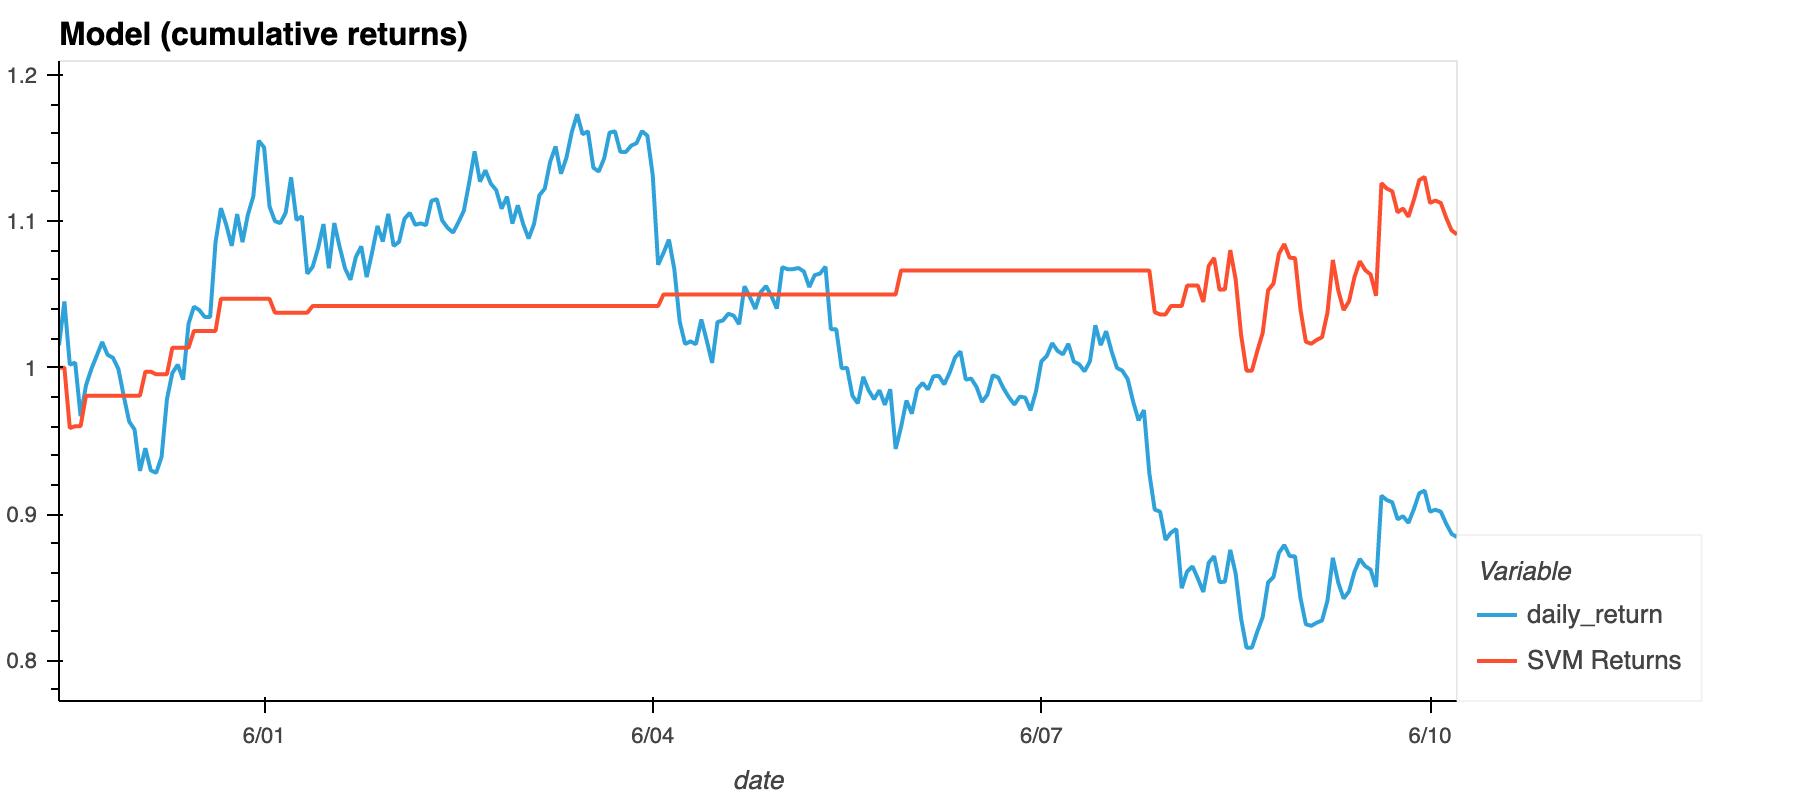 Model (cumulative returns)
1.2
1.1
1
0.9
0.8
6/01
6/04
6/07
6/10
date
Variable
daily_return
SVM Returns